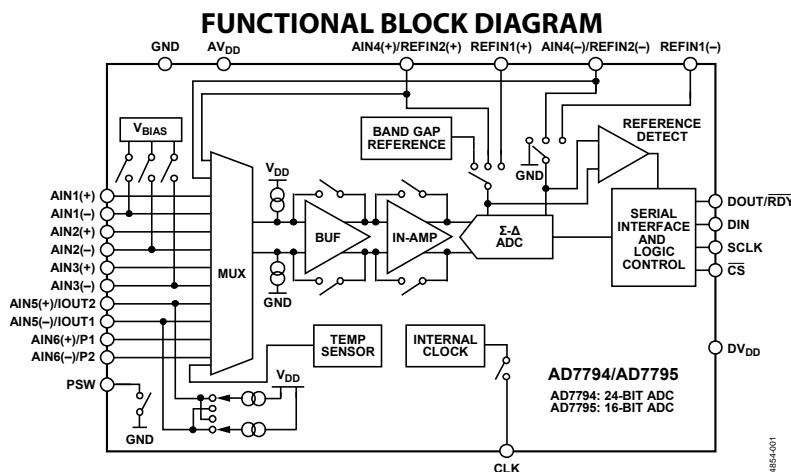 FUNCTIONAL BLOCK DIAGRAM
GND
AVDD
AIN4(+)/REFIN2(+)
REFIN1(+)
AIN4(–)/REFIN2(–)
REFIN1(–)
VBIAS
BAND GAP
REFERENCE
GND
REFERENCE
DETECT
VDD
AIN1(+)
AIN1(–)
AIN2(+)
AIN2(–)
AIN3(+)
AIN3(–)
AIN5(+)/IOUT2
AIN5(–)/IOUT1
AIN6(+)/P1
AIN6(–)/P2
MUX
BUF
IN-AMP
Σ-Δ
ADC
SERIAL
INTERFACE
AND
LOGIC
CONTROL
DOUT/RDY
DIN
SCLK
CS
GND
TEMP
SENSOR
INTERNAL
CLOCK
DVDD
PSW
GND
VDD
AD7794/AD7795
AD7794: 24-BIT ADC
AD7795: 16-BIT ADC
CLK
4854-001